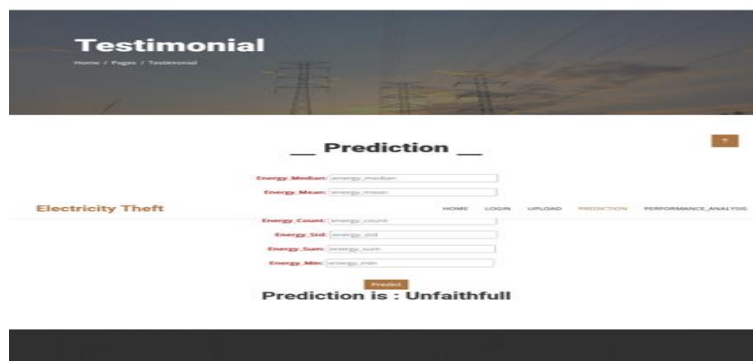 Testimonial
Home / Pages / Testimonial
__ Prediction __
Energy_Median: energy_median
Energy_Mean: energy_mean
Electricity Theft HOME LOGIN UPLOAD PREDICTION PERFORMANCE_ANALYSIS
Energy_Count: energy_count
Energy_Std: energy_std
Energy_Sum: energy_sum
Energy_Min: energy_min
Predict
Prediction is : Unfaithfull